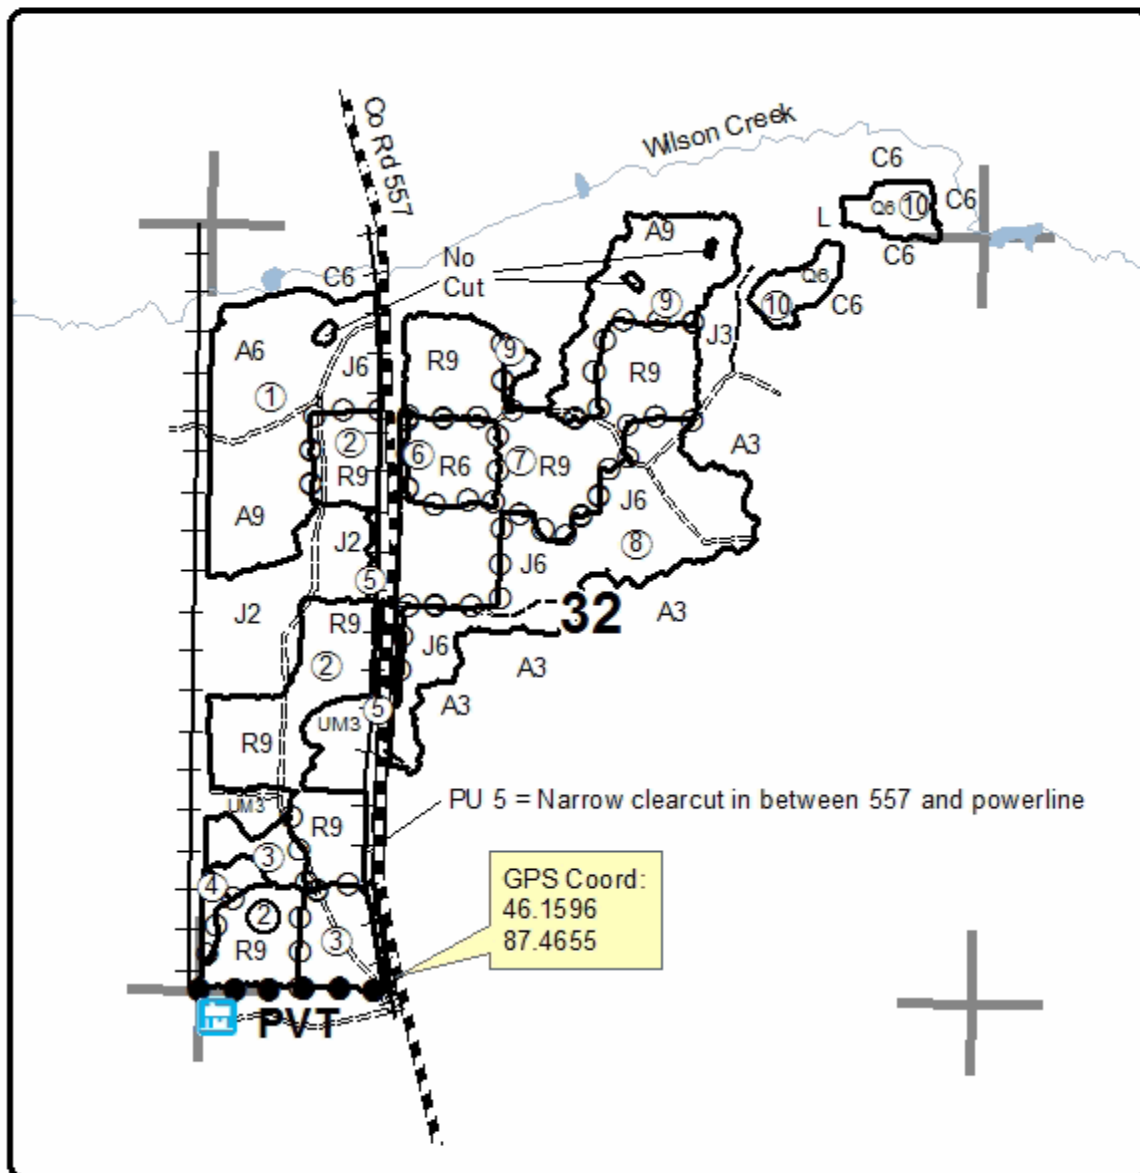 Co Rd 557
Wilson Creek
C6
C6
Q6 10
L
C6
A9
No
Cut
C6
Q6
10
C6
9
J3
A6
J6
R9
9
R9
1
2
R9
6
R6
7
R9
A3
A9
J6
J2
8
J6
5
J2
R9
32
A3
J6
A3
2
A3
5
UM3
R9
UM3
PU 5 = Narrow clearcut in between 557 and powerline
R9
3
4
GPS Coord:
46.1596
87.4655
2
R9
3
PVT